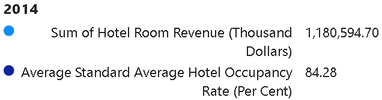 2014
Sum of Hotel Room Revenue (Thousand 1,180,594.70
Dollars)
Average Standard Average Hotel Occupancy 84.28
Rate (Per Cent)